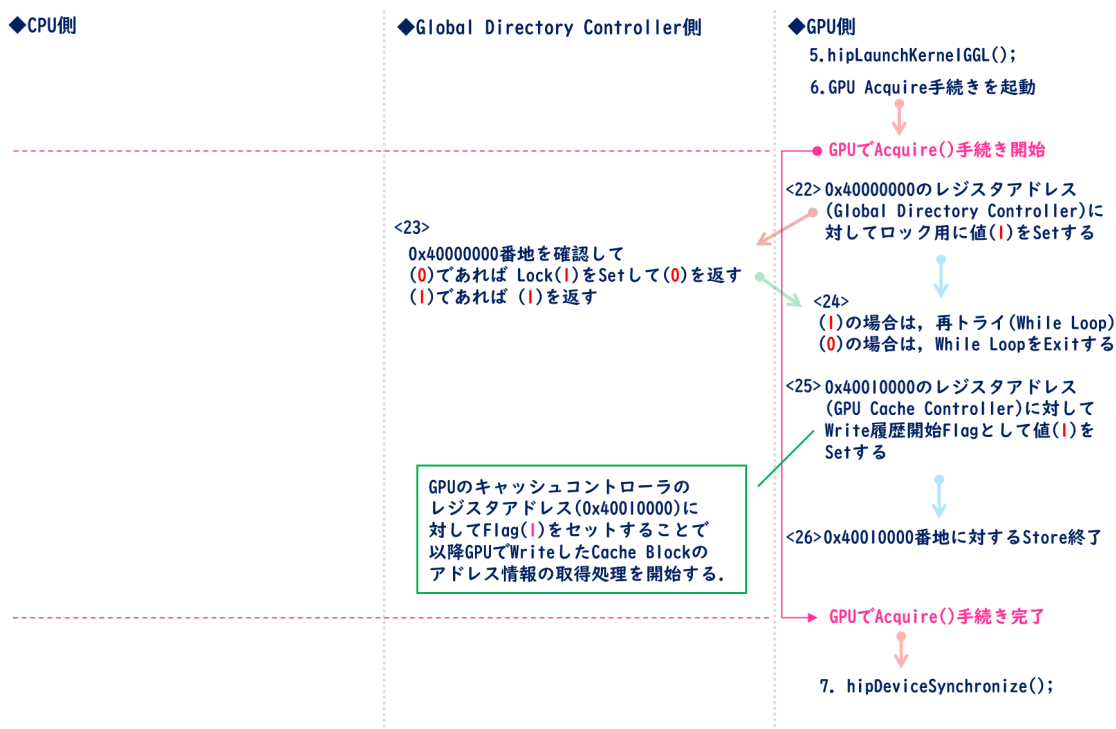 ◆CPU側
◆Global Directory Controller側
◆GPU側
5.hipLaunchKernelGGL();
6.GPU Acquire手続きを起動
GPUでAcquire()手続き開始
<22>0x40000000のレジスタアドレス
(Global Directory Controller)に
対してロック用に値(1)をSetする
<23>
0x40000000番地を確認して
(0)であれば Lock(1)をSetして(0)を返す
(1)であれば (1)を返す
<24>
(1)の場合は, 再トライ(While Loop)
(0)の場合は, While LoopをExitする
<25>0x40010000のレジスタアドレス
(GPU Cache Controller)に対して
Write履歴開始Flagとして値(1)を
Setする
GPUのキャッシュコントローラの
レジスタアドレス(0x40010000)に
対してFlag(1)をセットすることで
以降GPUでWriteしたCache Blockの
アドレス情報の取得処理を開始する.
<26>0x40010000番地に対するStore終了
GPUでAcquire()手続き完了
7. hipDeviceSynchronize();